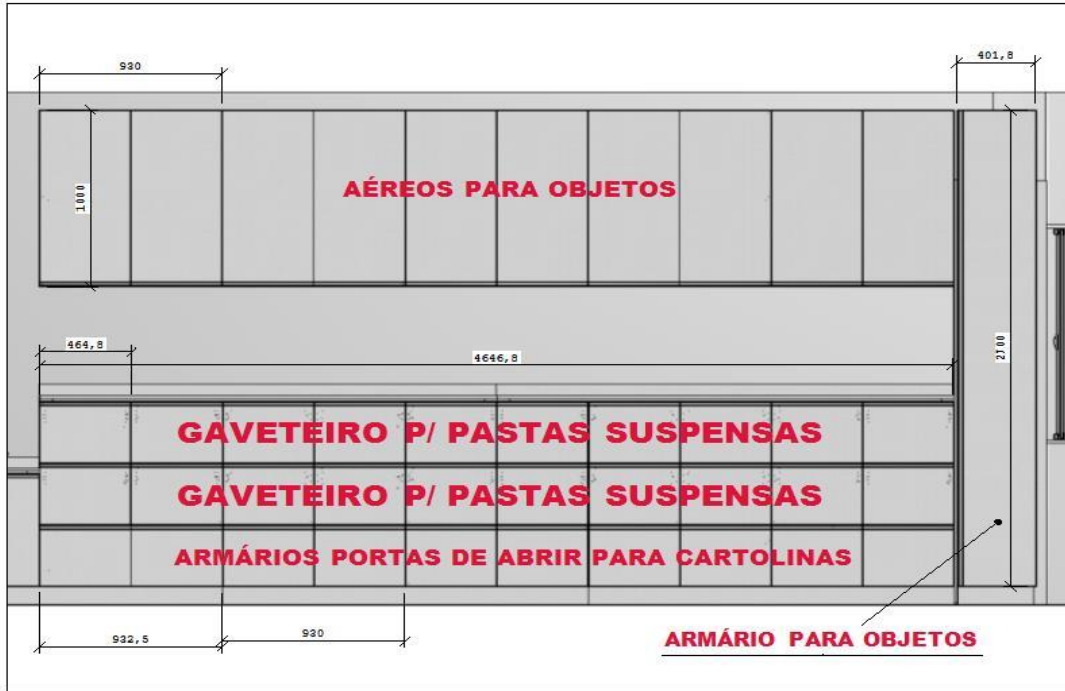 930
401,8
AÉREOS PARA OBJETOS
1000
464,8
4646,8
2700
GAVETEIRO P/ PASTAS SUSPENSAS
GAVETEIRO P/ PASTAS SUSPENSAS
ARMÁRIOS PORTAS DE ABRIR PARA CARTOLINAS
932,5
930
ARMÁRIO PARA OBJETOS